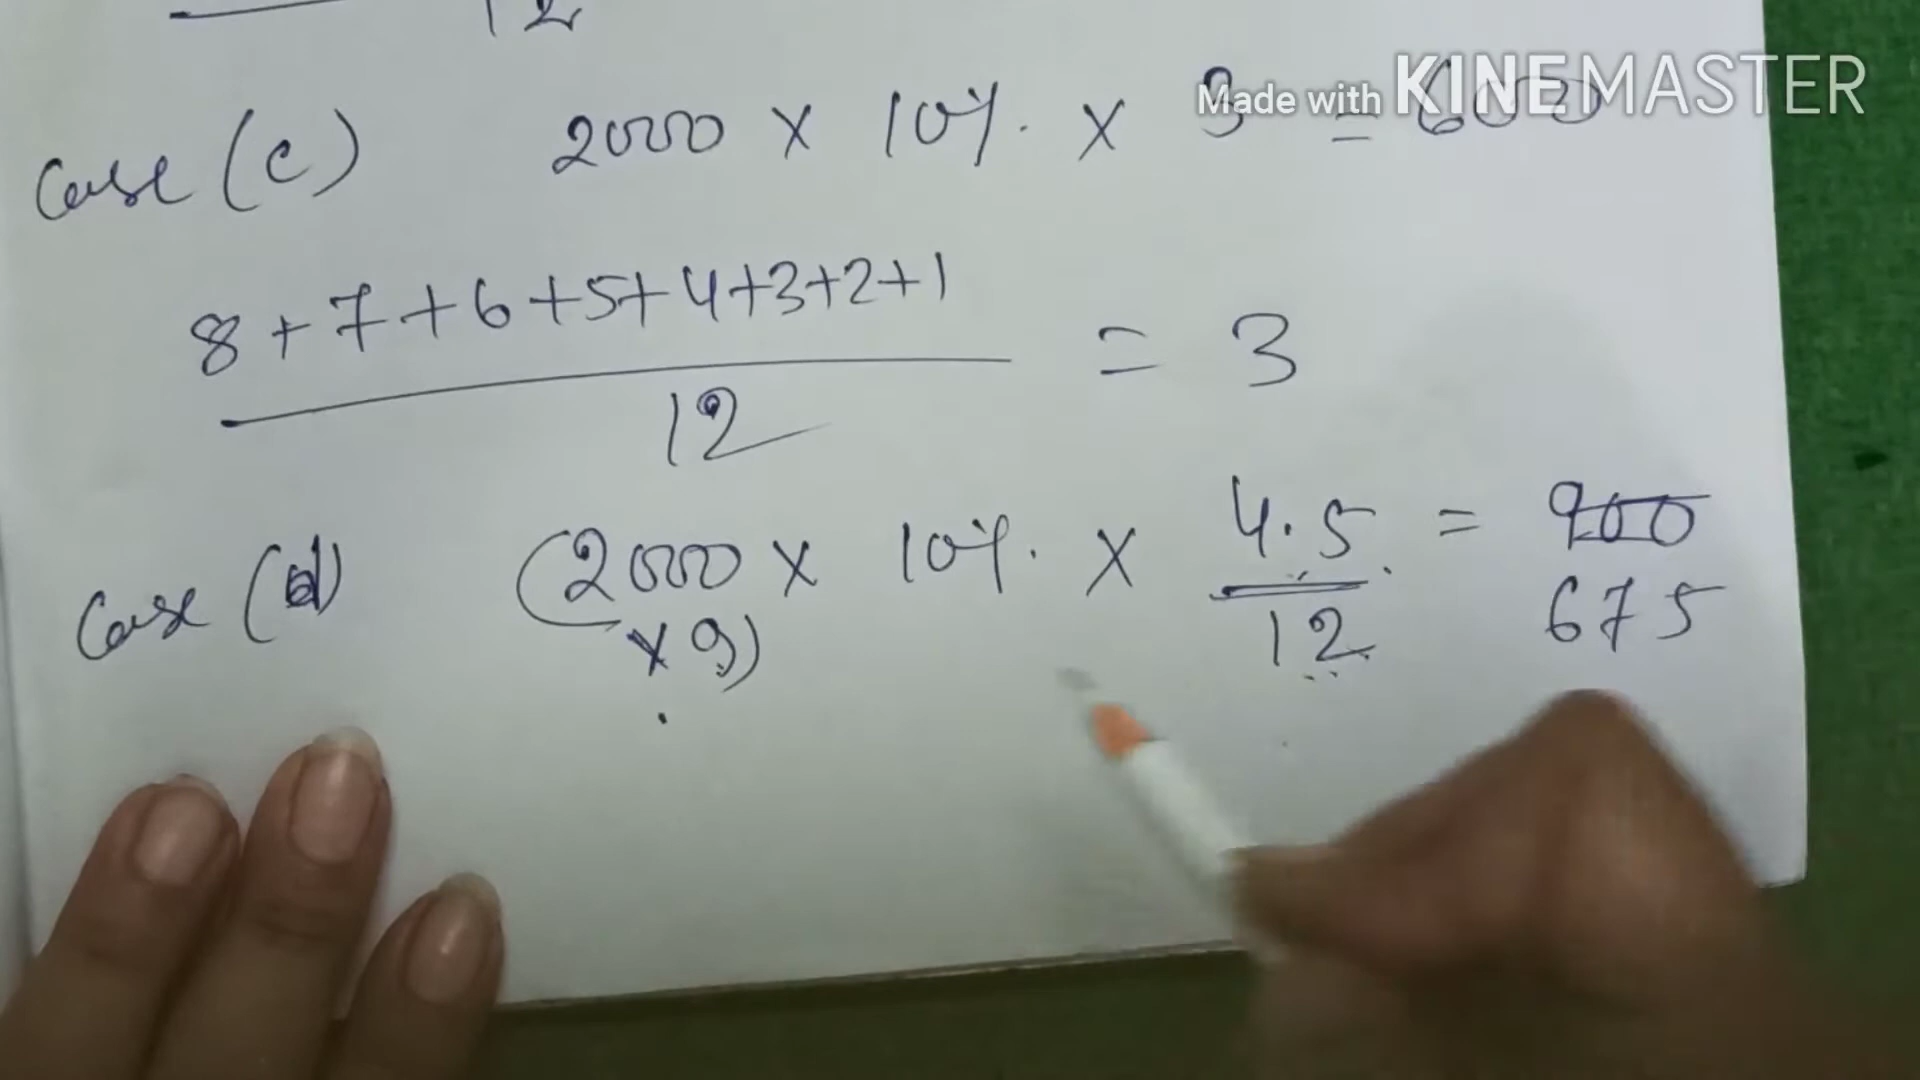 12
Made with KINEMASTER
Case (c) 2000 x 10%. x 3 = 600
8+7+6+5+4+3+2+1
= 3
12
Case (d) (2000 x 10%. x 4.5 = 900
x 9) 12 675